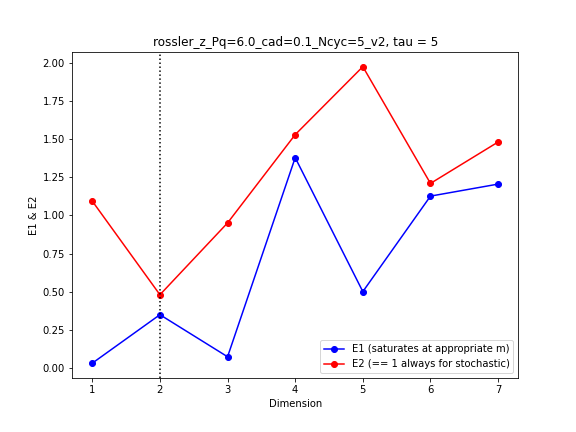 rossler_z_Pq=6.0_cad=0.1_Ncyc=5_v2, tau = 5
2.00
1.75
1.50
1.25
1.00
0.75
0.50
0.25
0.00
E1 & E2
E1 (saturates at appropriate m)
E2 (== 1 always for stochastic)
1 2 3 4 5 6 7
Dimension